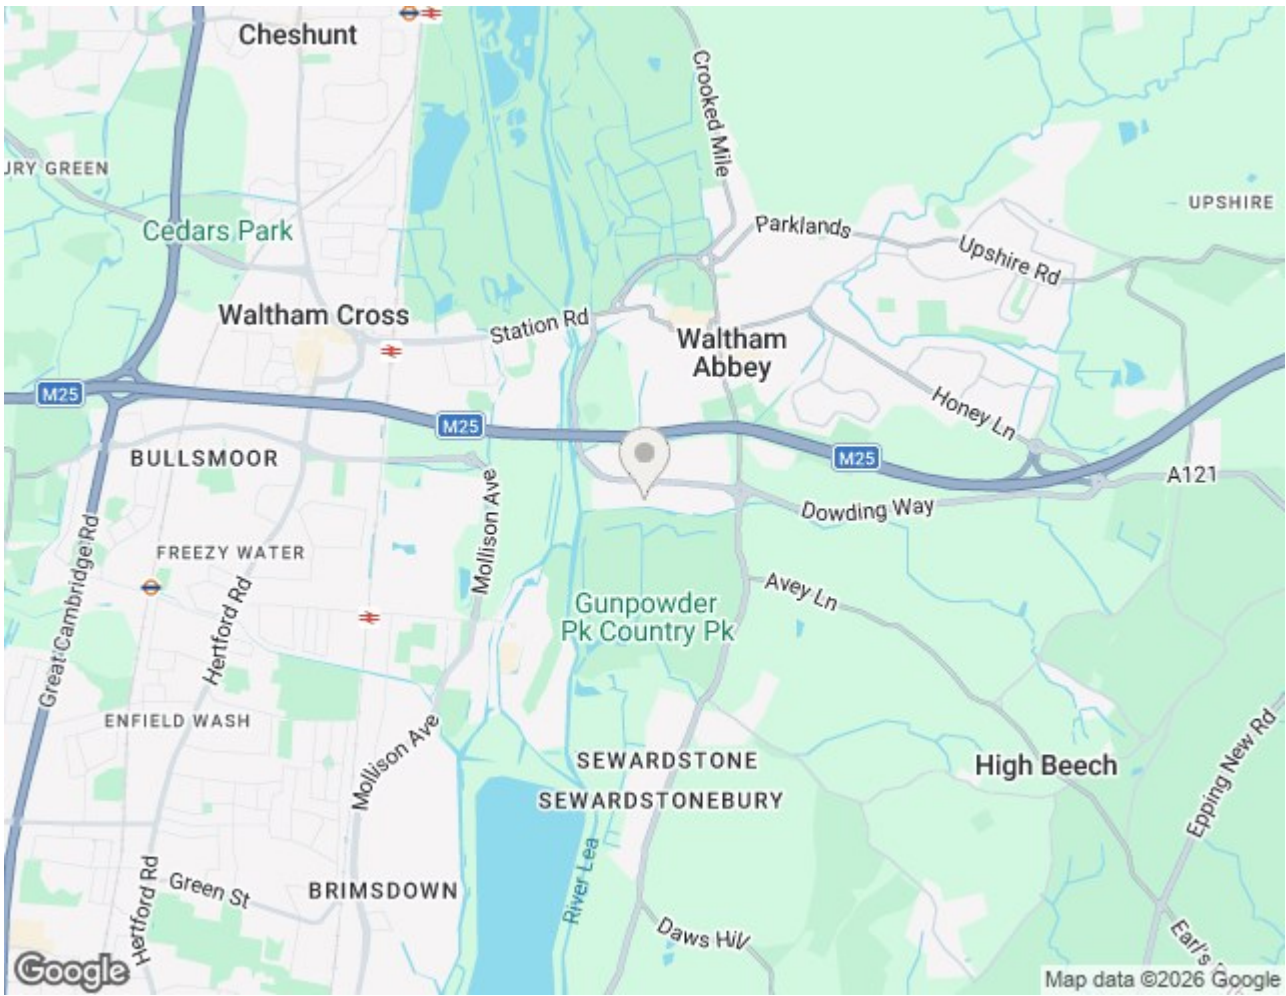 Cheshunt
Crooked Mile
URY GREEN
UPSHIRE
Cedars Park
Parklands
Upshire Rd
Waltham Cross
Station Rd
Waltham
Abbey
M25
M25
Honey Ln
M25
BULLSMOOR
A121
Mollison Ave
Dowding Way
Great Cambridge Rd
FREEZY WATER
Hertford Rd
Avey Ln
Gunpowder
Pk Country Pk
ENFIELD WASH
Mollison Ave
SEWARDSTONE
High Beech
Epping New Rd
SEWARDSTONEBURY
River Lea
Green St
BRIMSDOWN
Hertford Rd
Daws Hil
Earl's
Google
Map data ©2026 Google